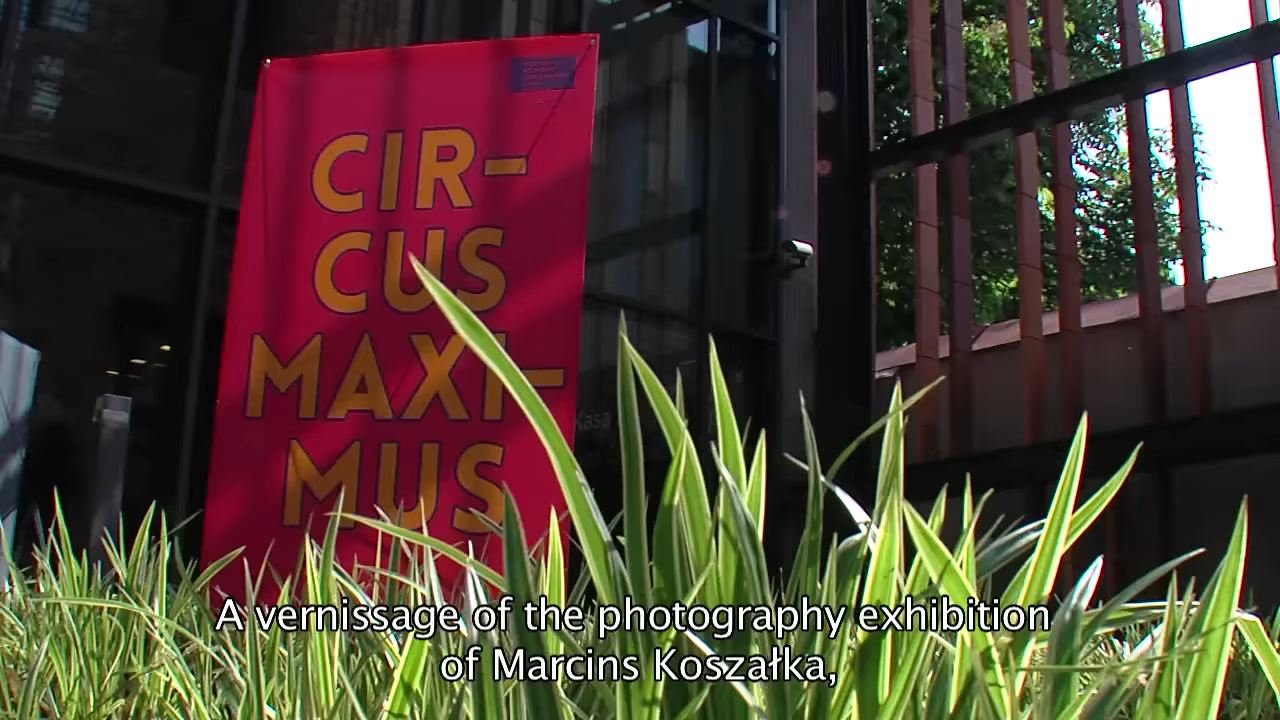 CIR-
CUS
MAXI-
MUS
Kasa
A vernissage of the photography exhibition
of Marcins Koszałka,